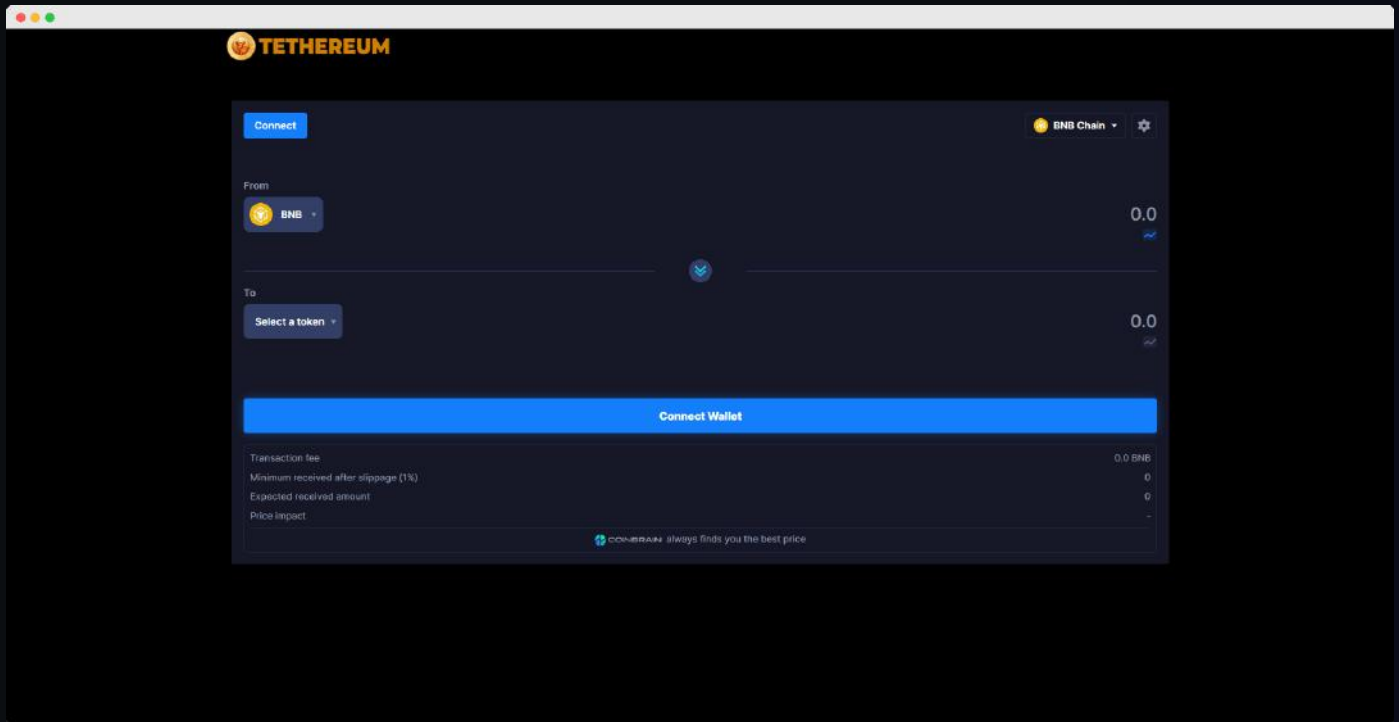 TETHEREUM
Connect
BNB Chain
From
BNB
0.0
To
Select a token
0.0
Connect Wallet
Transaction fee 0.0 BNB
Minimum received after slippage (1%) 0
Expected received amount 0
Price impact -
COINBRAIN always finds you the best price